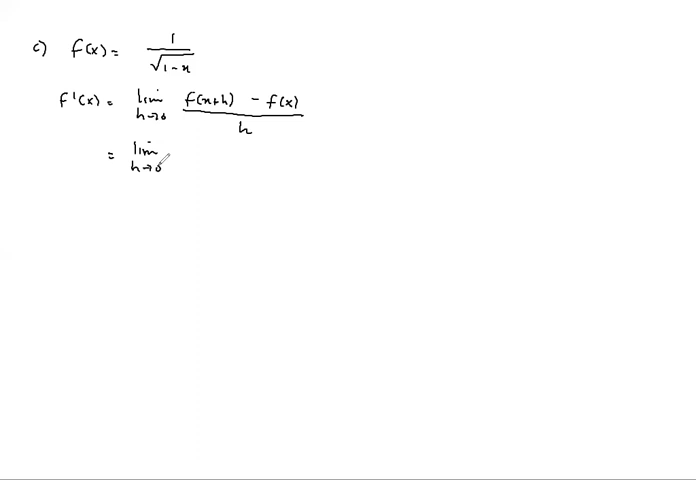 c) f(x) = 1/√(1-x)
f'(x) = lim h→0 (f(x+h) - f(x))/h
= lim h→0